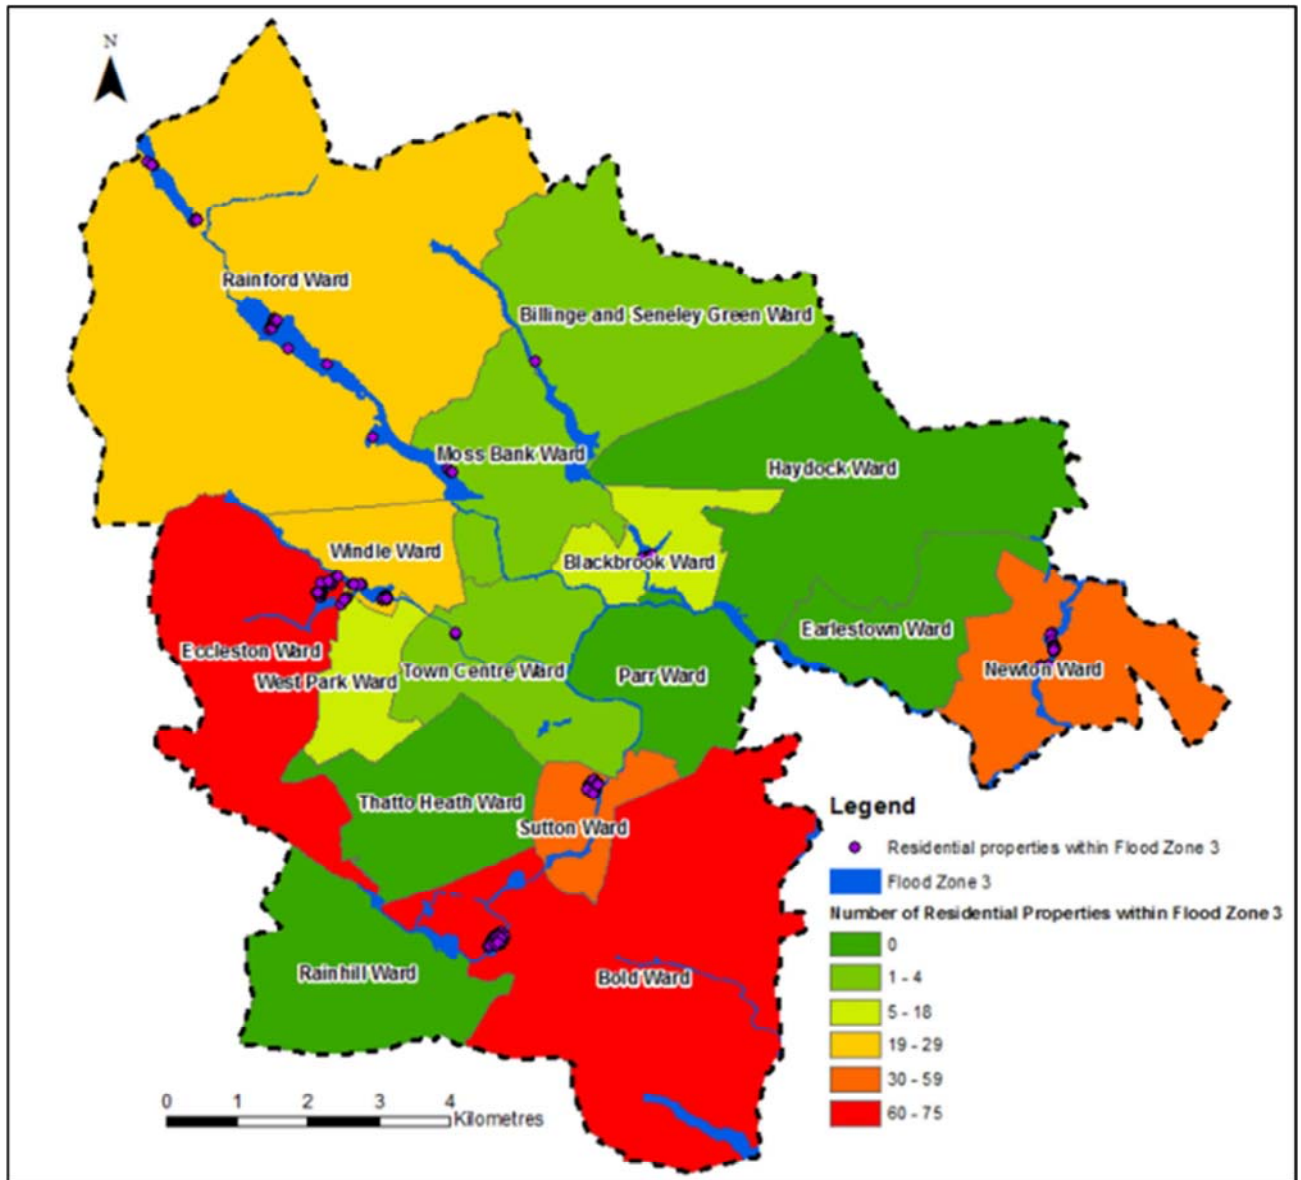 N
Rainford Ward
Billinge and Seneley Green Ward
Moss Bank Ward
Haydock Ward
Windle Ward
Blackbrook Ward
Earlestown Ward
Eccleston Ward
West Park Ward
Town Centre Ward
Parr Ward
Newton Ward
Thatto Heath Ward
Sutton Ward
Rainhill Ward
Bold Ward
Legend
Residential properties within Flood Zone 3
Flood Zone 3
Number of Residential Properties within Flood Zone 3
0
1 - 4
5 - 18
19 - 29
30 - 59
60 - 75
0 1 2 3 4
Kilometres